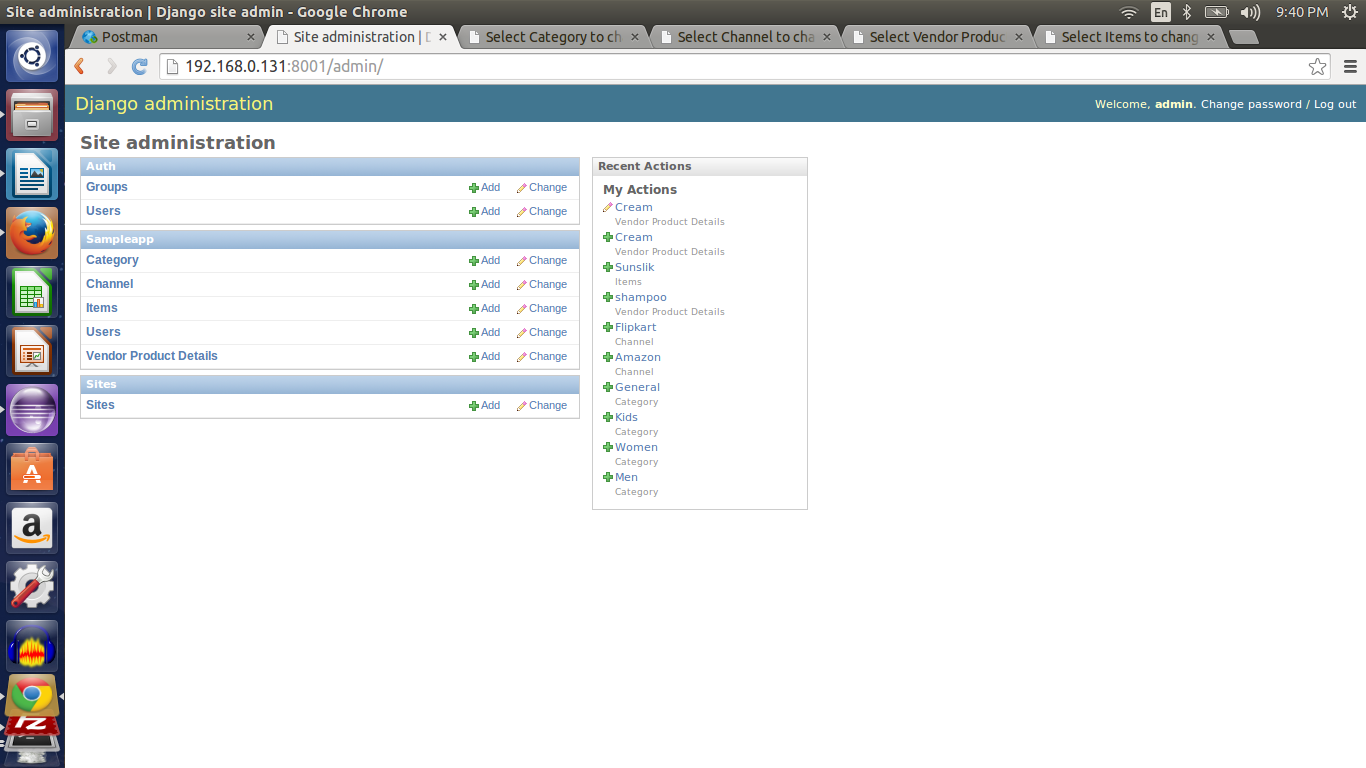 Site administration | Django site admin - Google Chrome
En
9:40 PM
Postman
Site administration | D
Select Category to ch
Select Channel to cha
Select Vendor Produc
Select Items to chang
192.168.0.131:8001/admin/
Django administration
Welcome, admin. Change password / Log out
Site administration
Auth
Groups Add Change
Users Add Change
Sampleapp
Category Add Change
Channel Add Change
Items Add Change
Users Add Change
Vendor Product Details Add Change
Sites
Sites Add Change
Recent Actions
My Actions
Cream
Vendor Product Details
Cream
Vendor Product Details
Sunslik
Items
shampoo
Vendor Product Details
Flipkart
Channel
Amazon
Channel
General
Category
Kids
Category
Women
Category
Men
Category